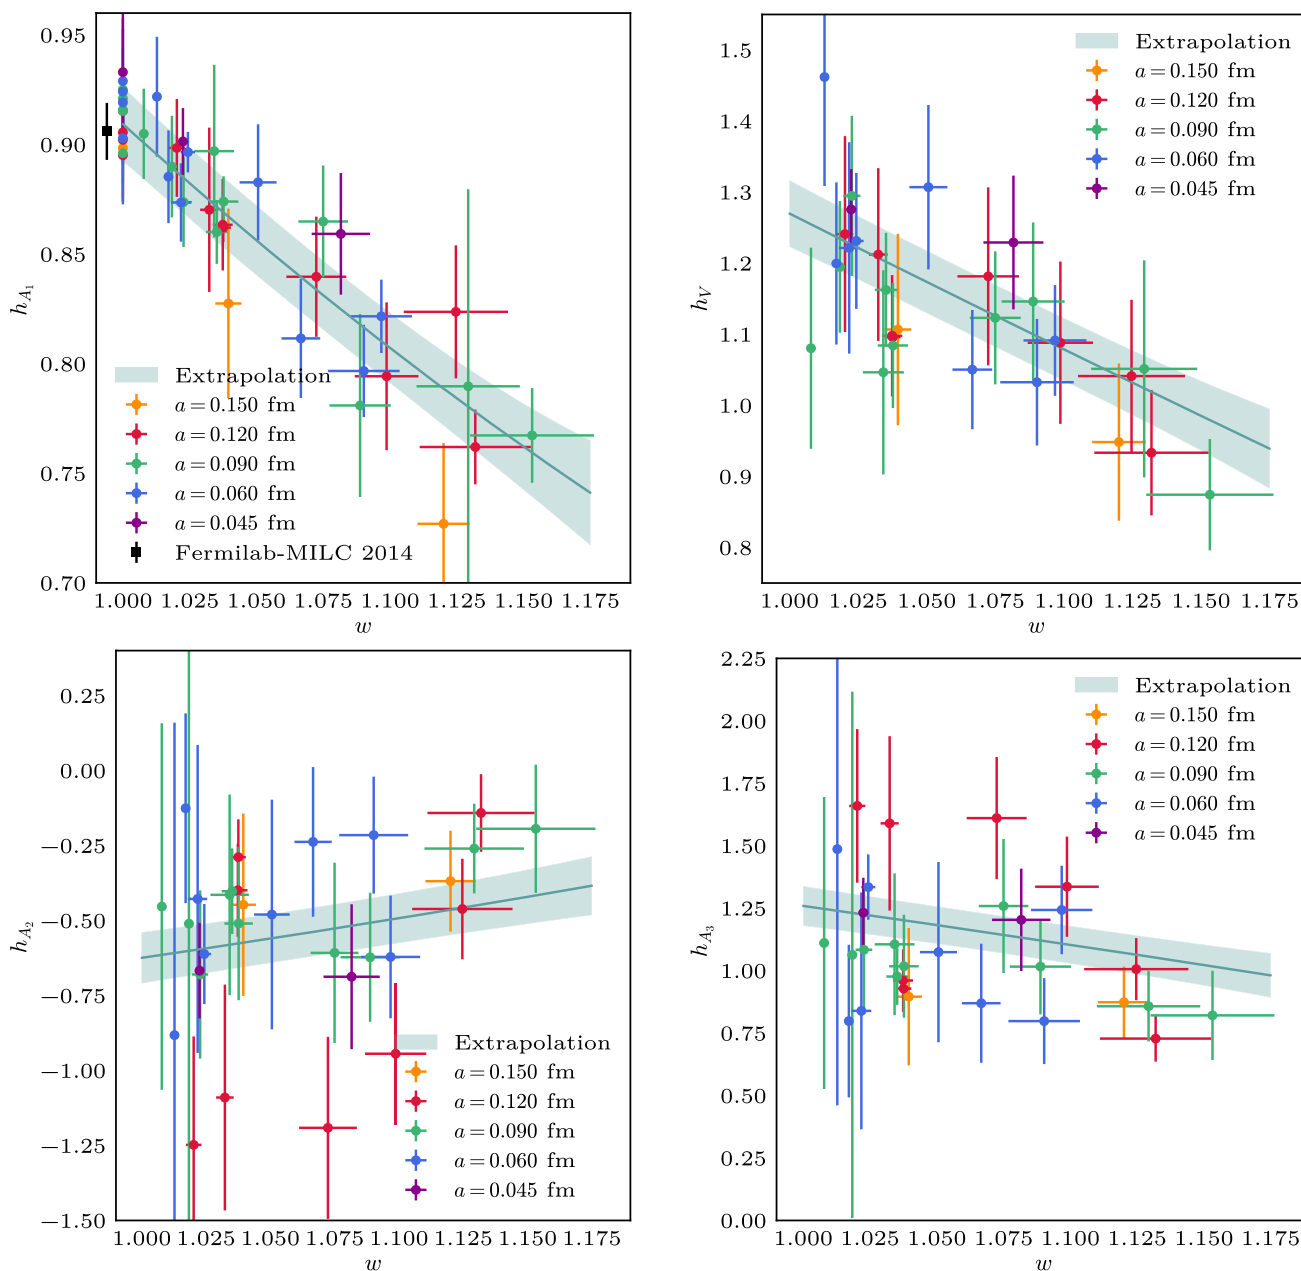 0.95
0.90
0.85
0.80
0.75
0.70
h_{A_1}
Extrapolation
a = 0.150 fm
a = 0.120 fm
a = 0.090 fm
a = 0.060 fm
a = 0.045 fm
Fermilab-MILC 2014
1.000 1.025 1.050 1.075 1.100 1.125 1.150 1.175
w
1.5
1.4
1.3
1.2
1.1
1.0
0.9
0.8
h_V
Extrapolation
a = 0.150 fm
a = 0.120 fm
a = 0.090 fm
a = 0.060 fm
a = 0.045 fm
1.000 1.025 1.050 1.075 1.100 1.125 1.150 1.175
w
0.25
0.00
−0.25
−0.50
−0.75
−1.00
−1.25
−1.50
h_{A_2}
Extrapolation
a = 0.150 fm
a = 0.120 fm
a = 0.090 fm
a = 0.060 fm
a = 0.045 fm
1.000 1.025 1.050 1.075 1.100 1.125 1.150 1.175
w
2.25
2.00
1.75
1.50
1.25
1.00
0.75
0.50
0.25
0.00
h_{A_3}
Extrapolation
a = 0.150 fm
a = 0.120 fm
a = 0.090 fm
a = 0.060 fm
a = 0.045 fm
1.000 1.025 1.050 1.075 1.100 1.125 1.150 1.175
w